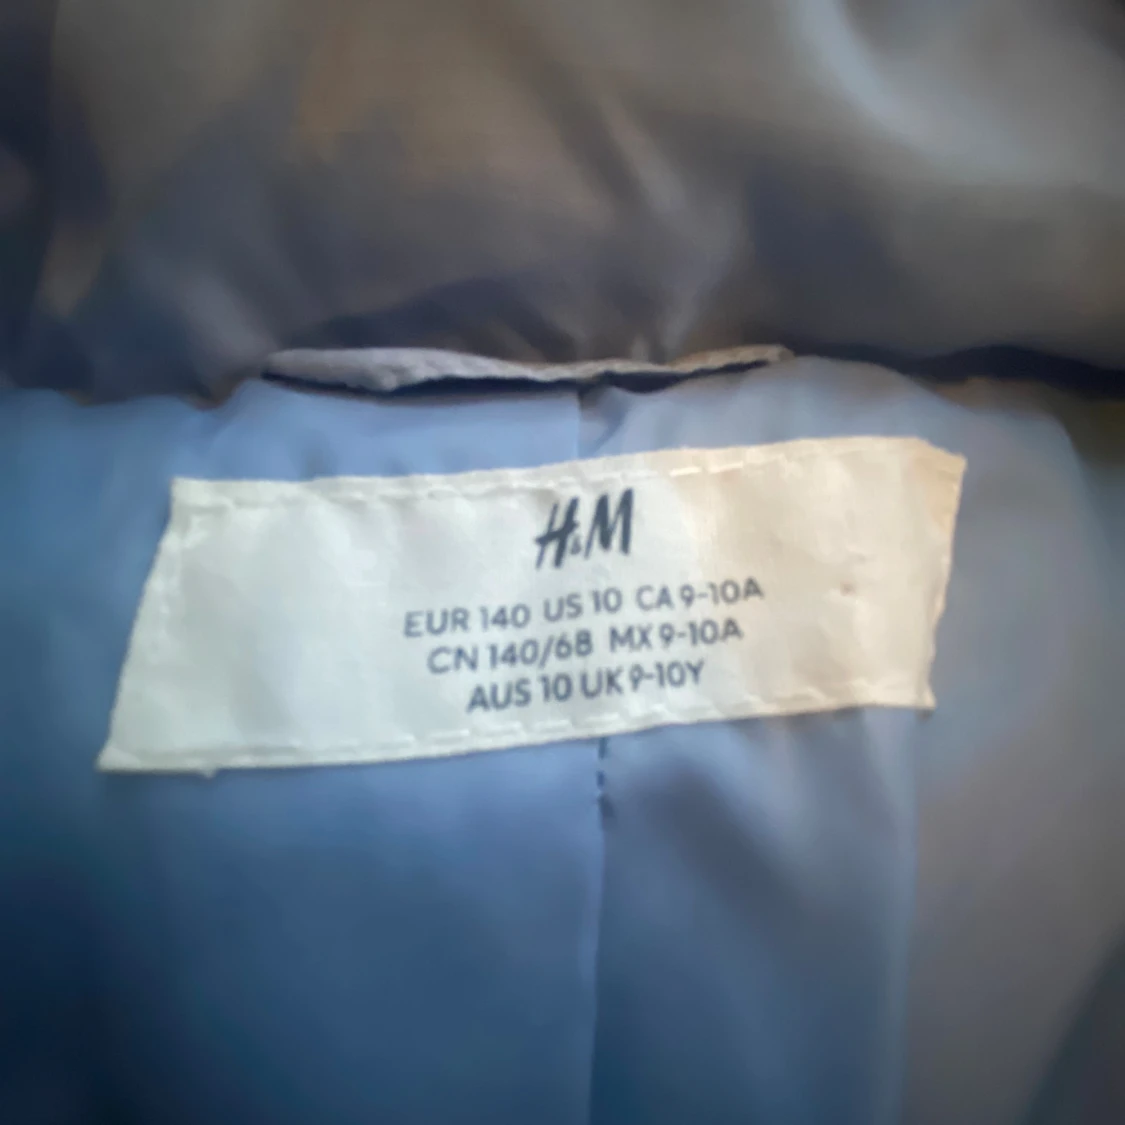 H&M
EUR 140 US 10 CA 9-10A
CN 140/68 MX 9-10A
AUS 10 UK 9-10Y